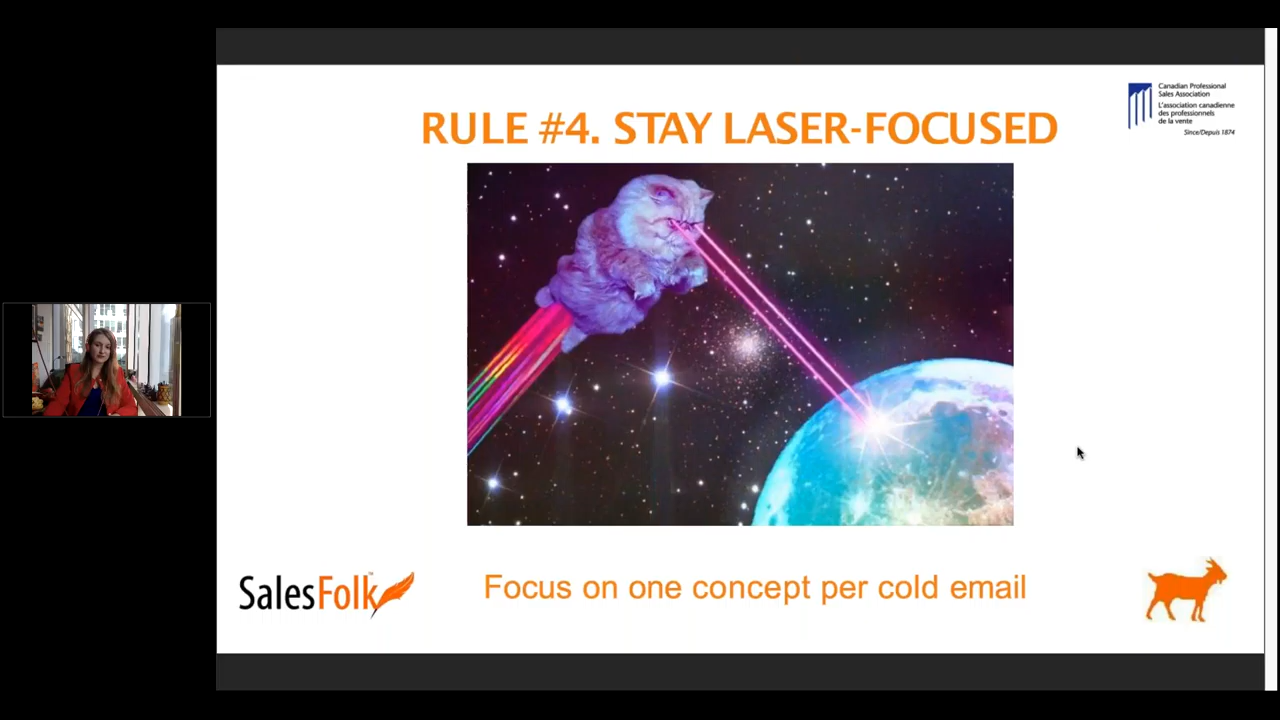 Canadian Professional
Sales Association
L'association canadienne
des professionnels
de la vente
Since/Depuis 1874
RULE #4. STAY LASER-FOCUSED
SalesFolk™
Focus on one concept per cold email